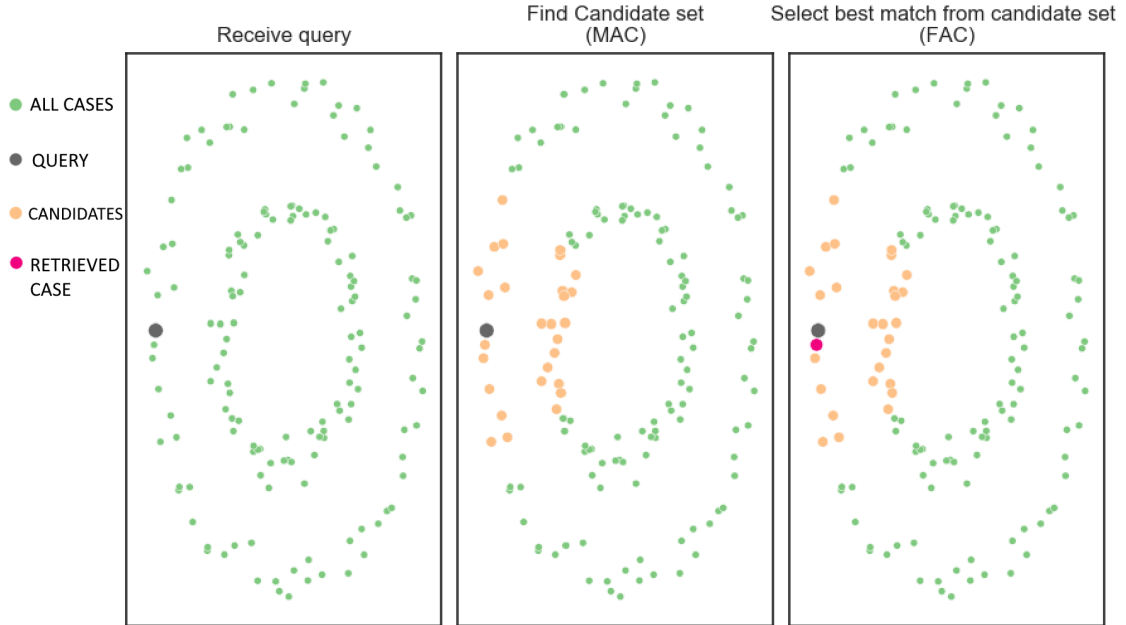 Receive query
Find Candidate set
(MAC)
Select best match from candidate set
(FAC)
ALL CASES
QUERY
CANDIDATES
RETRIEVED
CASE